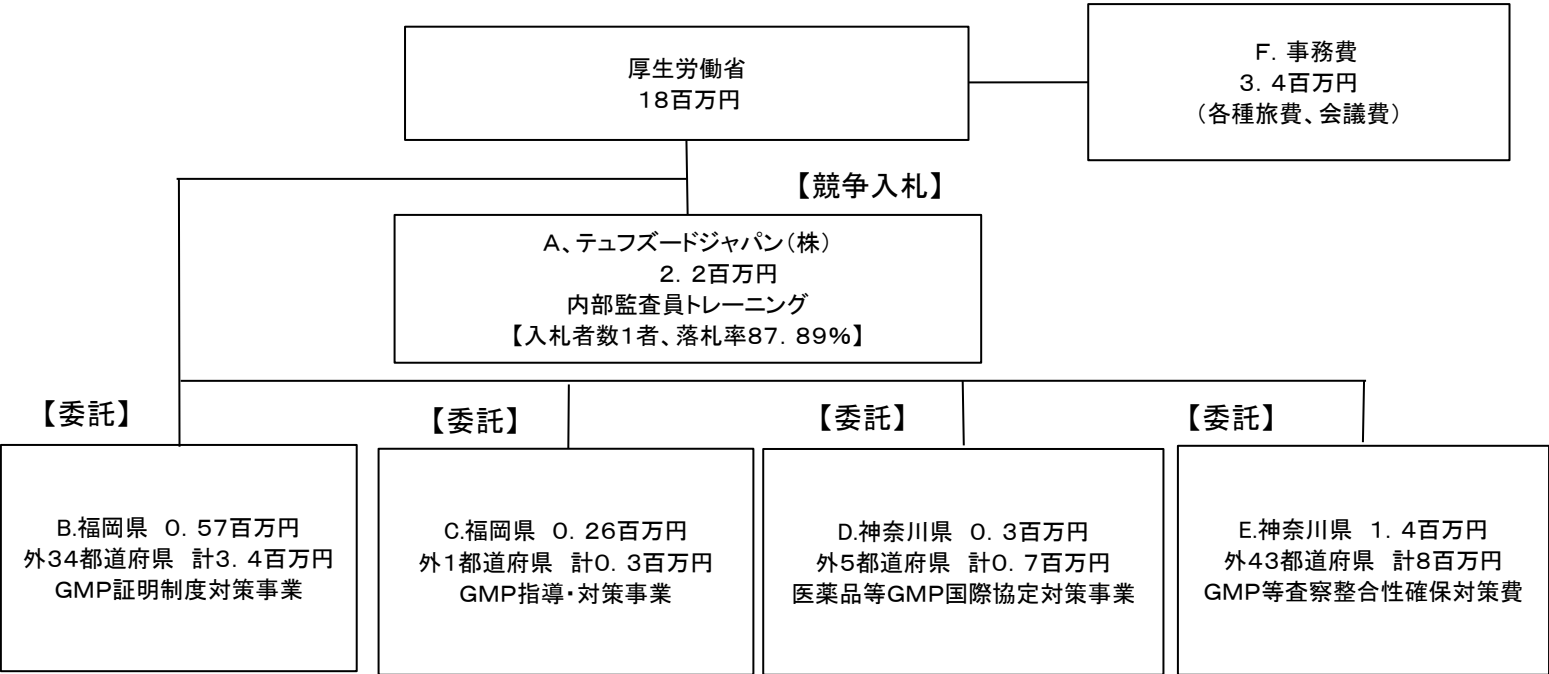 厚生労働省
18百万円
F. 事務費
3. 4百万円
(各種旅費、会議費)
【競争入札】
A、テュフズードジャパン(株)
2. 2百万円
内部監査員トレーニング
【入札者数1者、落札率87. 89%】
【委託】
【委託】
【委託】
【委託】
B.福岡県 0. 57百万円
外34都道府県 計3. 4百万円
GMP証明制度対策事業
C.福岡県 0. 26百万円
外1都道府県 計0. 3百万円
GMP指導・対策事業
D.神奈川県 0. 3百万円
外5都道府県 計0. 7百万円
医薬品等GMP国際協定対策事業
E.神奈川県 1. 4百万円
外43都道府県 計8百万円
GMP等査察整合性確保対策費